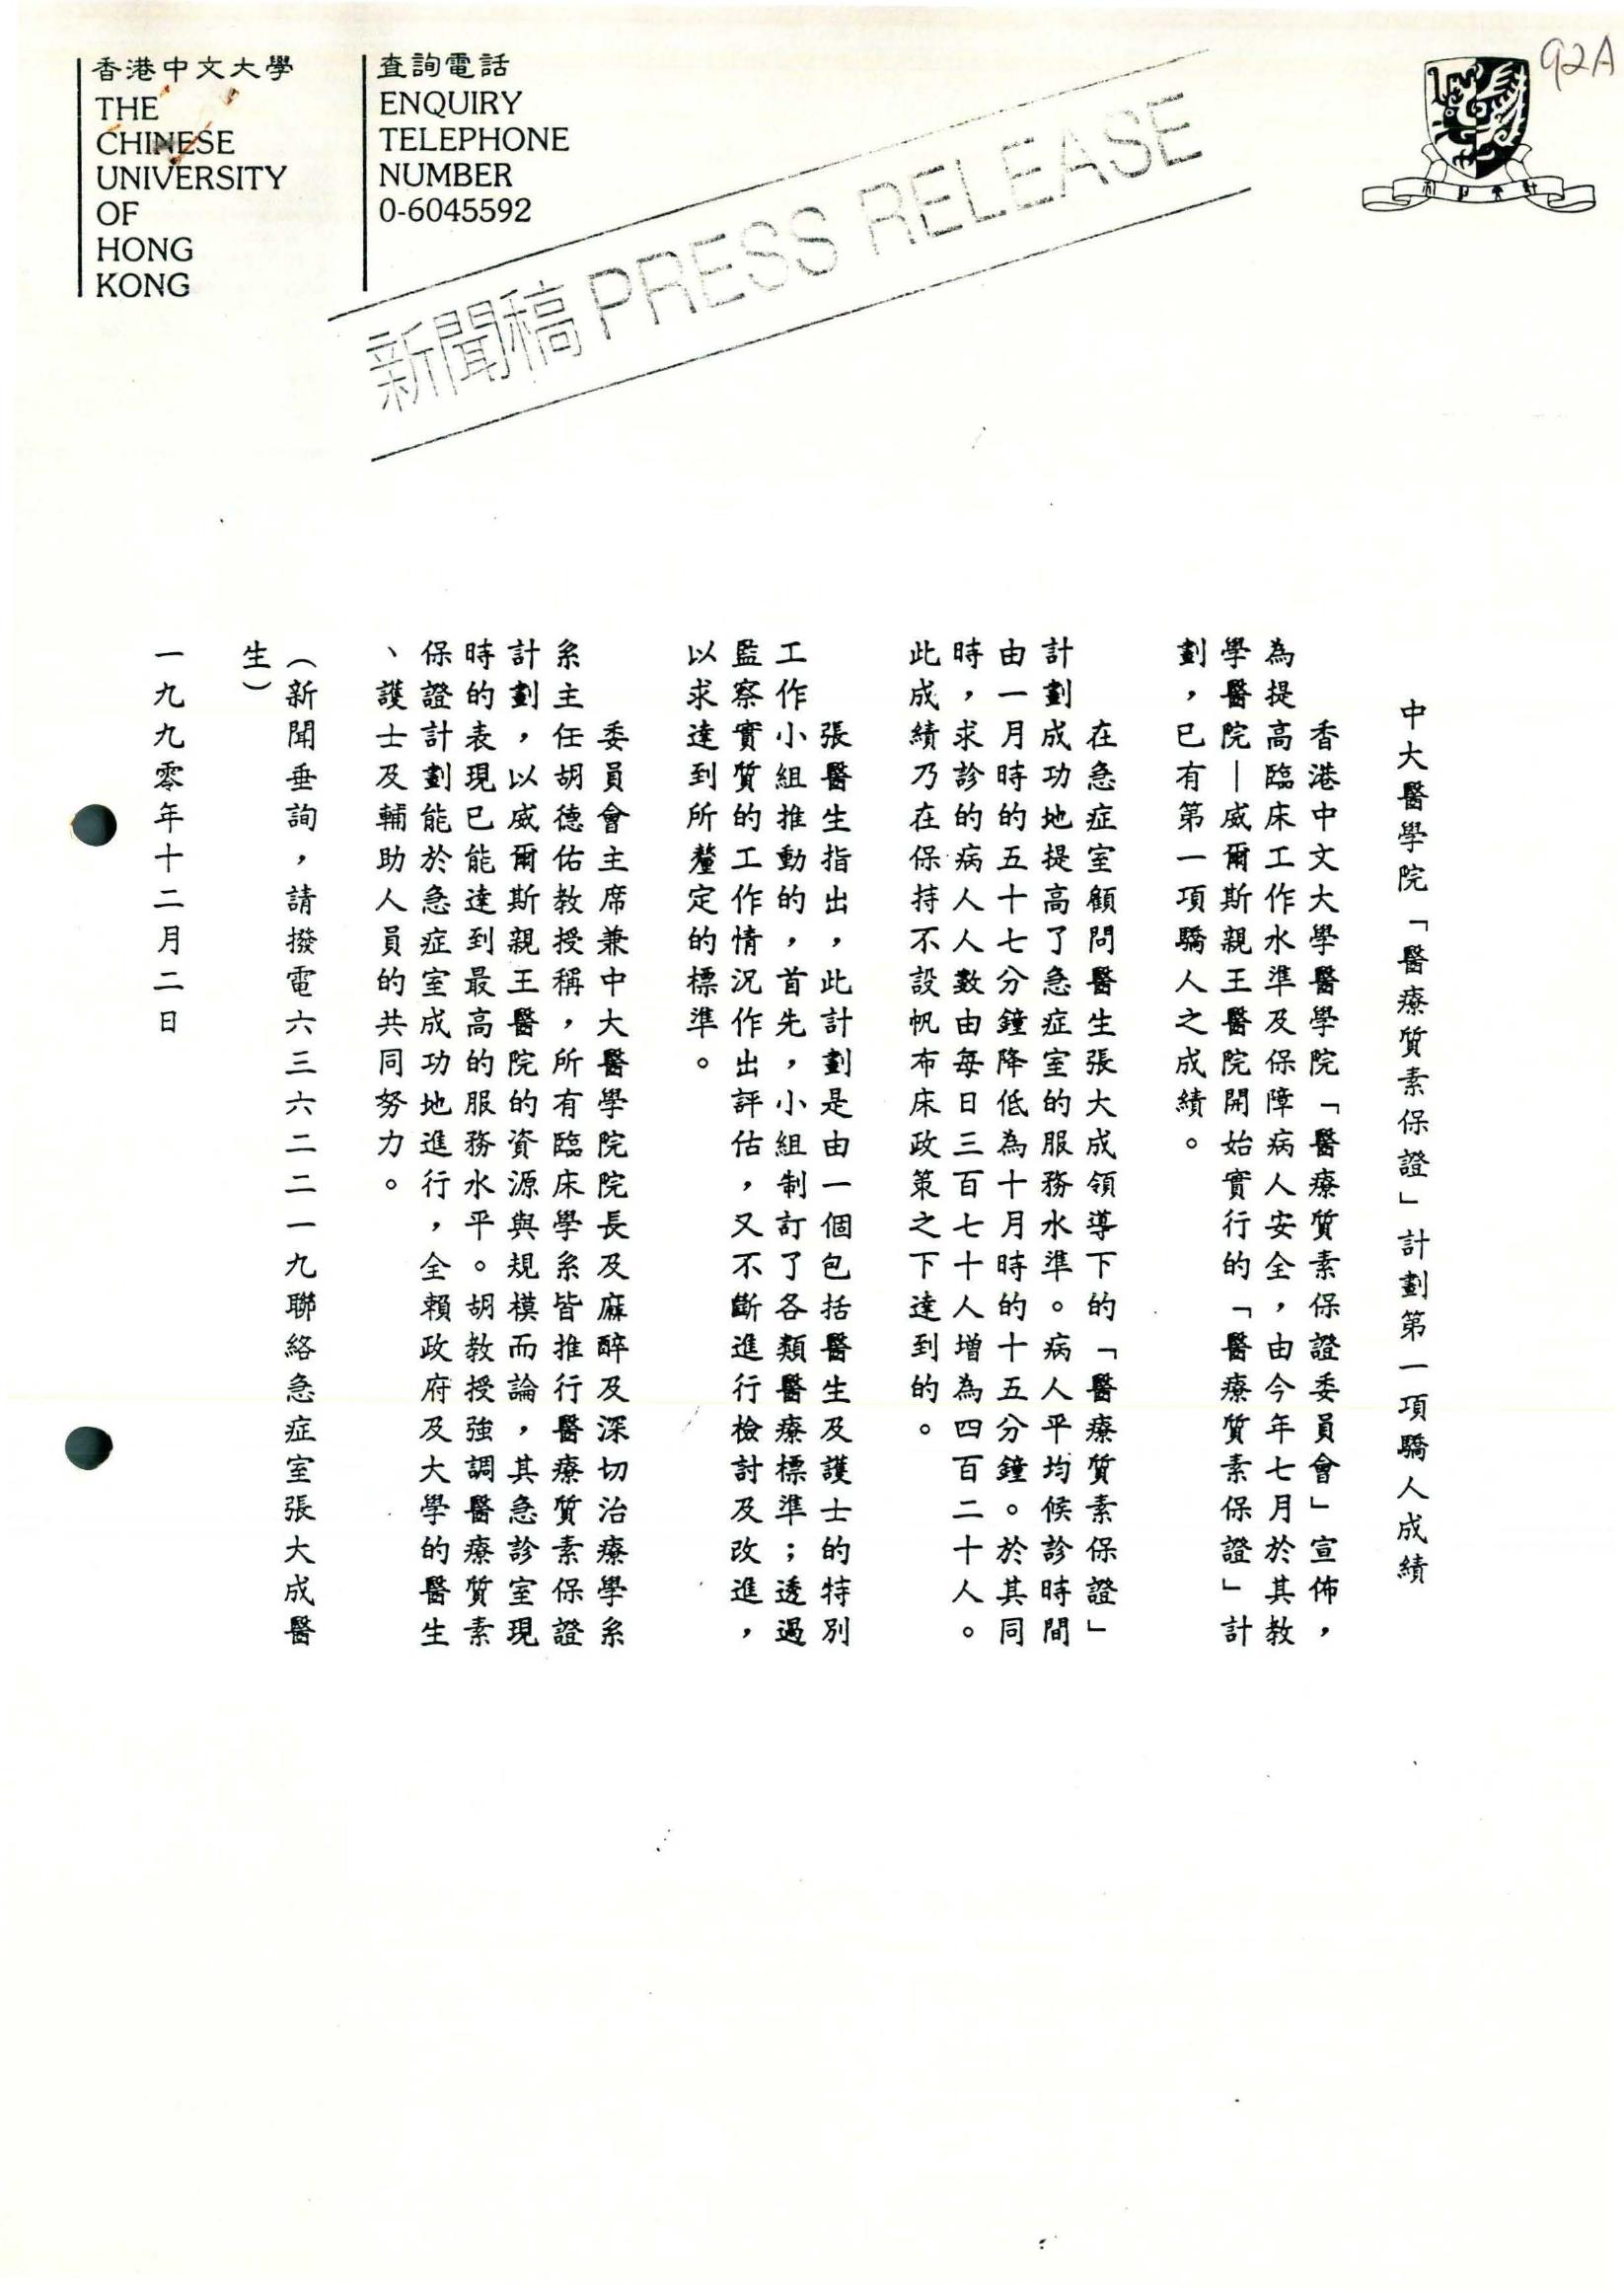 香港中文大學
THE
CHINESE
UNIVERSITY
OF
HONG
KONG
查詢電話
ENQUIRY
TELEPHONE
NUMBER
0-6045592
新聞稿 PRESS RELEASE
92A
中大醫學院「醫療質素保證」計劃第一項驕人成績
香港中文大學醫學院「醫療質素保證委員會」宣佈，
為提高臨床工作水準及保障病人安全，由今年七月於其教
學醫院—威爾斯親王醫院開始實行的「醫療質素保證」計
劃，已有第一項驕人之成績。
在急症室顧問醫生張大成領導下的「醫療質素保證」
計劃成功地提高了急症室的服務水準。病人平均候診時間
由一月時的五十七分鐘降低為十月時的十五分鐘。於其同
時，求診的病人人數由每日三百七十人增為四百二十人。
此成績乃在保持不設帆布床政策之下達到的。
張醫生指出，此計劃是由一個包括醫生及護士的特別
工作小組推動的，首先，小組制訂了各類醫療標準；透過
監察實質的工作情況作出評估，又不斷進行檢討及改進，
以求達到所釐定的標準。
委員會主席兼中大醫學院院長及麻醉及深切治療學系
系主任胡德佑教授稱，所有臨床學系皆推行醫療質素保證
計劃，以威爾斯親王醫院的資源與規模而論，其急診室現
時的表現已能達到最高的服務水平。胡教授強調醫療質素
保證計劃能於急症室成功地進行，全賴政府及大學的醫生
、護士及輔助人員的共同努力。
（新聞垂詢，請撥電六三六二二一九聯絡急症室張大成醫
生）
一九九零年十二月二日